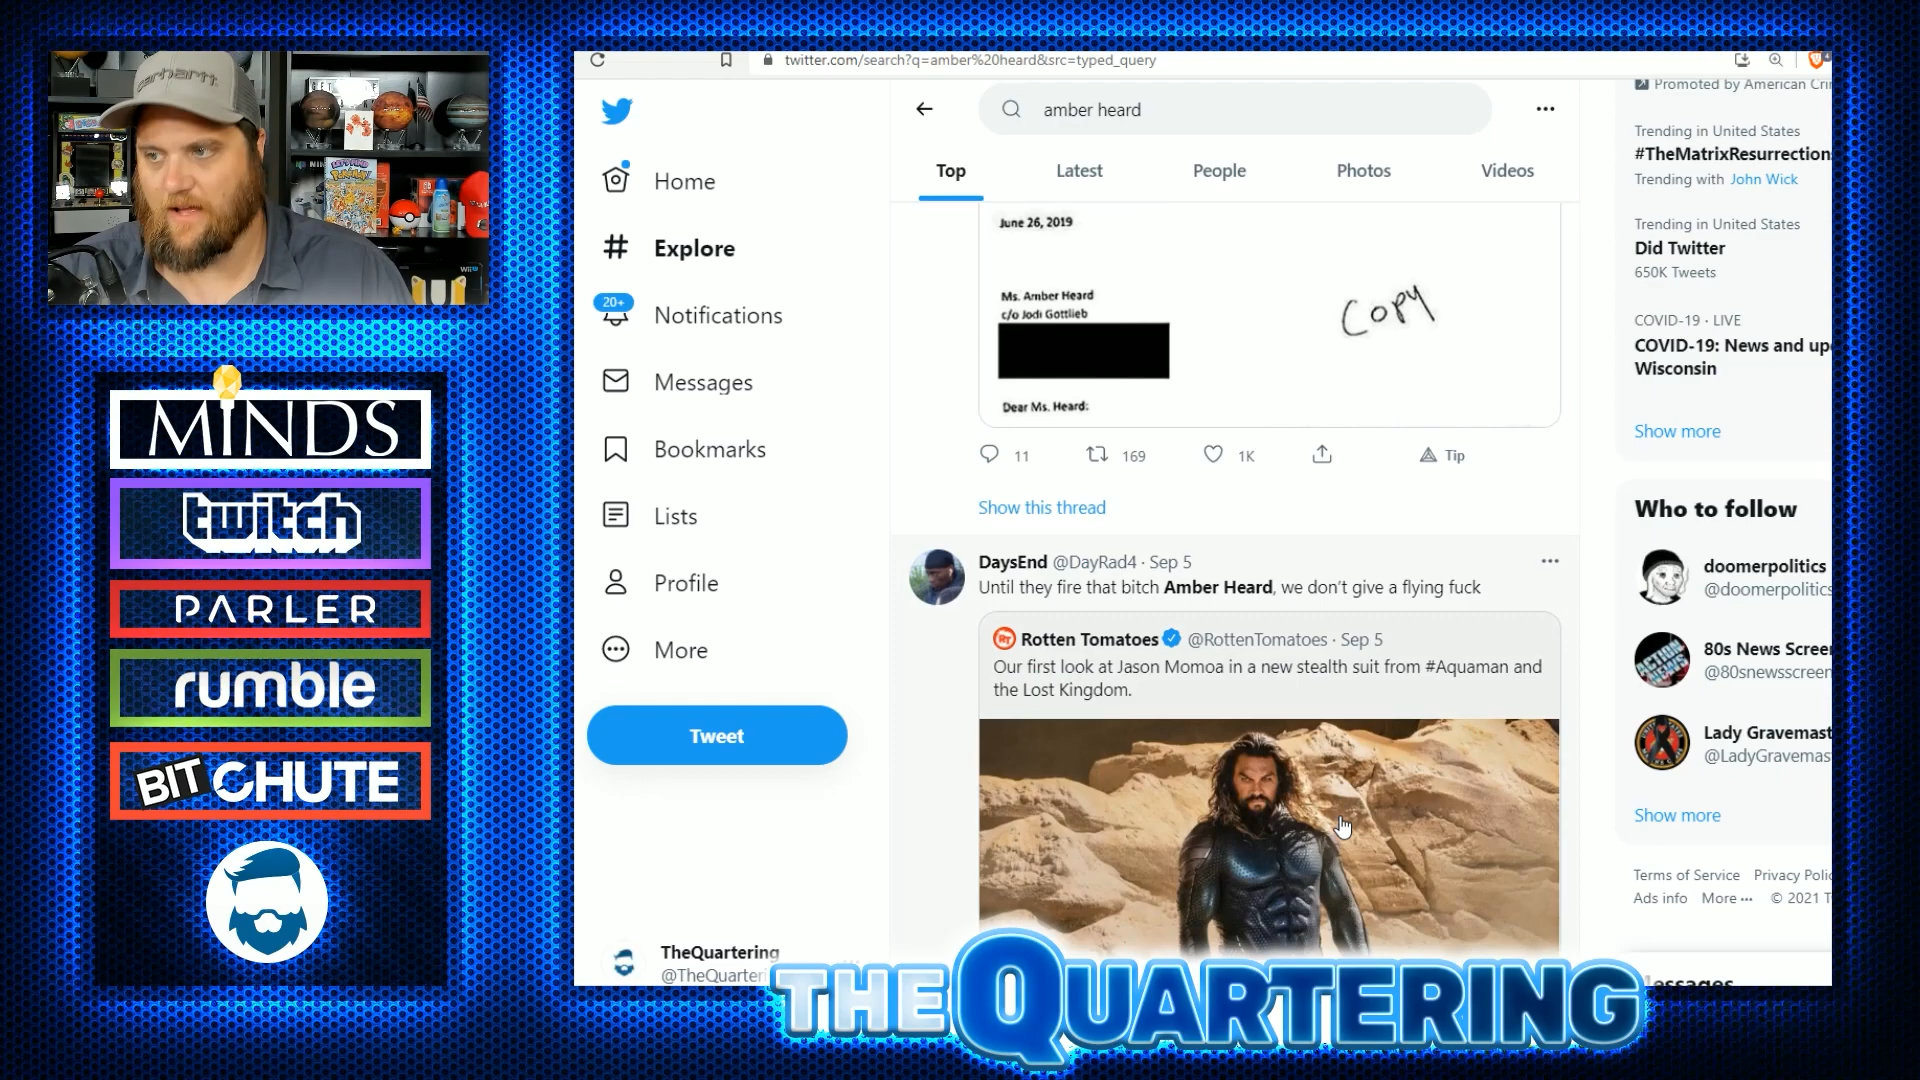 carhartt
MINDS
twitch
PARLER
rumble
BITCHUTE
twitter.com/search?q=amber%20heard&src=typed_query
Home
Explore
20+
Notifications
Messages
Bookmarks
Lists
Profile
More
Tweet
TheQuartering
@TheQuarteri
amber heard
Top Latest People Photos Videos
June 26, 2019
Ms. Amber Heard
c/o Jodi Gottlieb
Copy
Dear Ms. Heard:
11 169 1K Tip
Show this thread
DaysEnd @DayRad4 · Sep 5
Until they fire that bitch Amber Heard, we don't give a flying fuck
Rotten Tomatoes @RottenTomatoes · Sep 5
Our first look at Jason Momoa in a new stealth suit from #Aquaman and
the Lost Kingdom.
Promoted by American Cri
Trending in United States
#TheMatrixResurrection
Trending with John Wick
Trending in United States
Did Twitter
650K Tweets
COVID-19 · LIVE
COVID-19: News and up
Wisconsin
Show more
Who to follow
doomerpolitics
@doomerpolitics
80s News Scree
@80snewsscreen
Lady Gravemast
@LadyGravemas
Show more
Terms of Service Privacy Polic
Ads info More ··· © 2021 T
THE QUARTERING